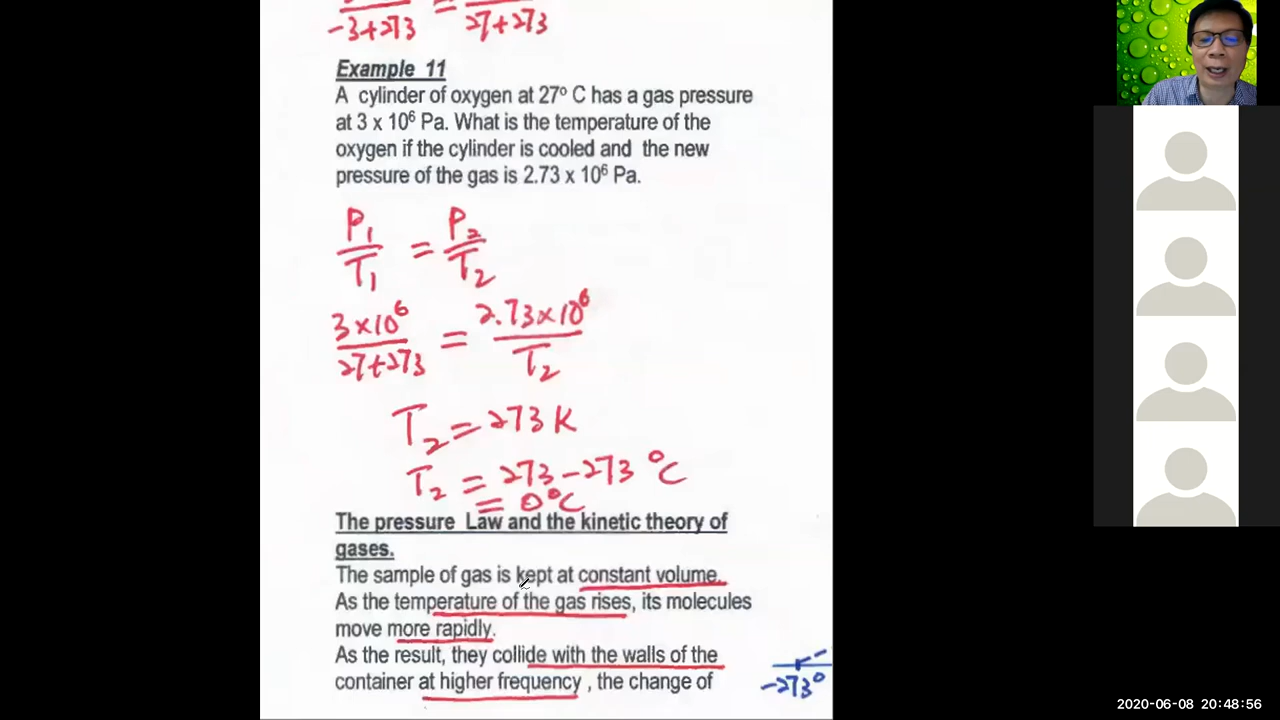 -3+273 = 27+273
Example 11
A cylinder of oxygen at 27° C has a gas pressure
at 3 x 10⁶ Pa. What is the temperature of the
oxygen if the cylinder is cooled and the new
pressure of the gas is 2.73 x 10⁶ Pa.
P₁/T₁ = P₂/T₂
3×10⁶/27+273 = 2.73×10⁶/T₂
T₂ = 273 K
T₂ = 273-273 °C
= 0°C
The pressure Law and the kinetic theory of
gases.
The sample of gas is kept at constant volume.
As the temperature of the gas rises, its molecules
move more rapidly.
As the result, they collide with the walls of the
container at higher frequency , the change of
-273°
2020-06-08 20:48:56